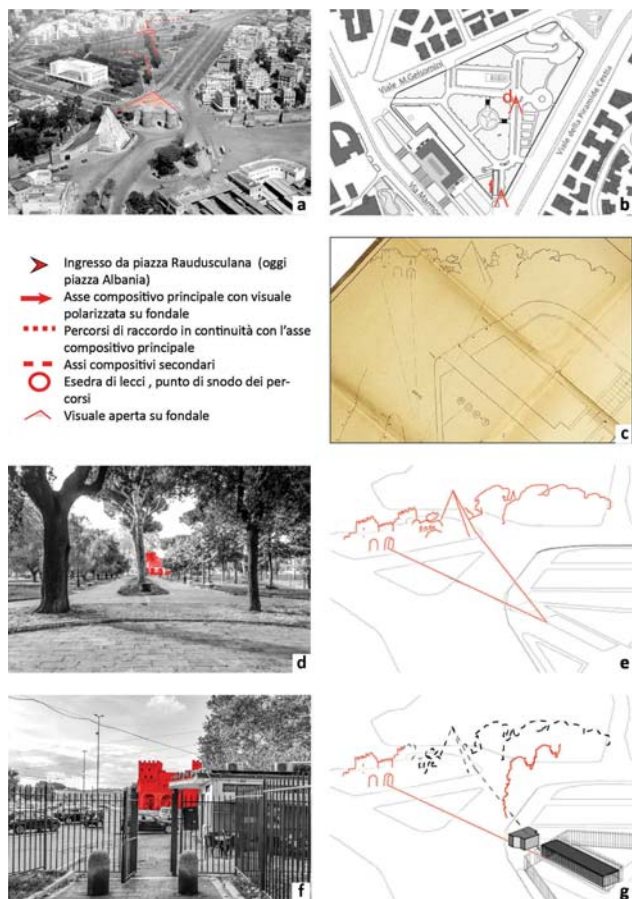 a
Viale M. Gelsomini
Viale della Piramide Cestia
d
f
b
Ingresso da piazza Raudusculana (oggi
piazza Albania)
Asse compositivo principale con visuale
polarizzata su fondale
Percorsi di raccordo in continuità con l'asse
compositivo principale
Assi compositivi secondari
Esedra di lecci , punto di snodo dei per-
corsi
Visuale aperta su fondale
c
d
e
f
g